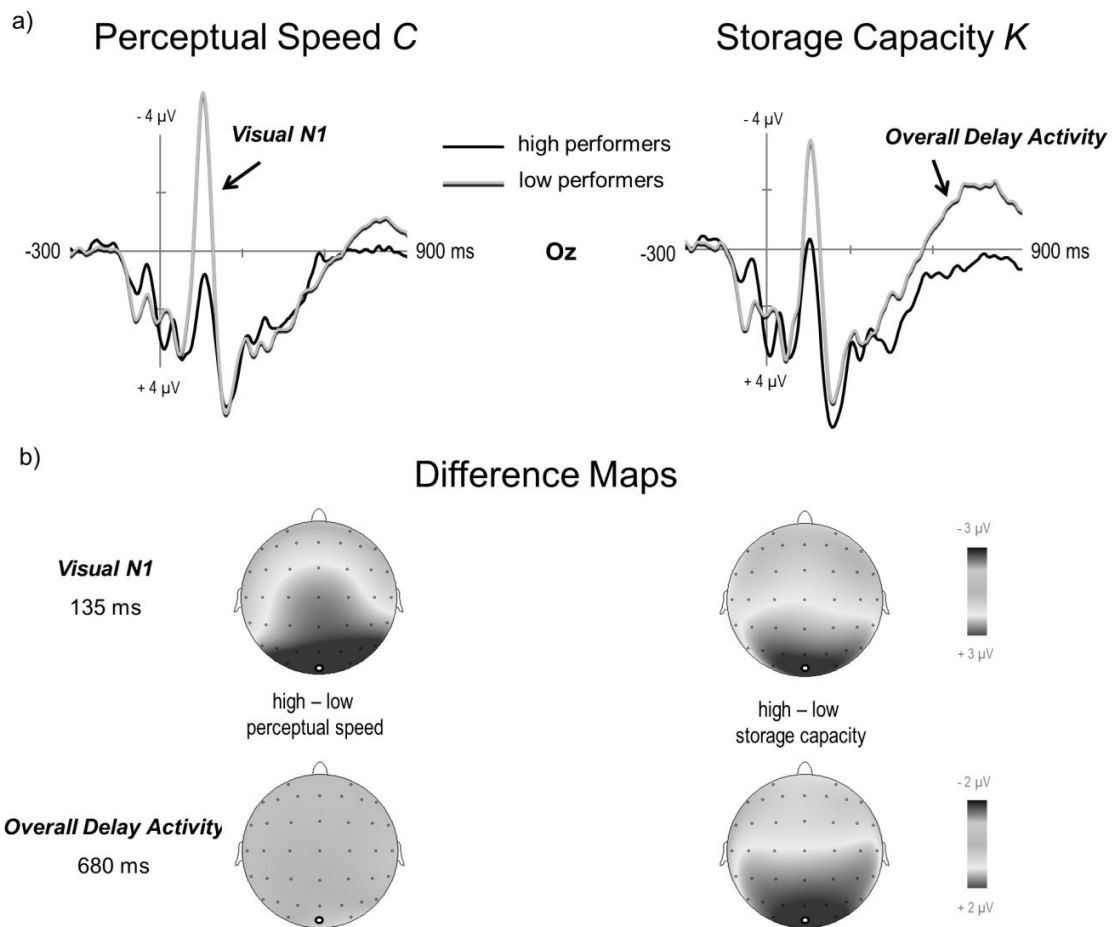 a)
Perceptual Speed C
Storage Capacity K
- 4 µV
Visual N1
high performers
low performers
- 4 µV
Overall Delay Activity
-300
900 ms
Oz
-300
900 ms
+ 4 µV
+ 4 µV
b)
Difference Maps
Visual N1
135 ms
- 3 µV
+ 3 µV
high – low
perceptual speed
high – low
storage capacity
Overall Delay Activity
680 ms
- 2 µV
+ 2 µV